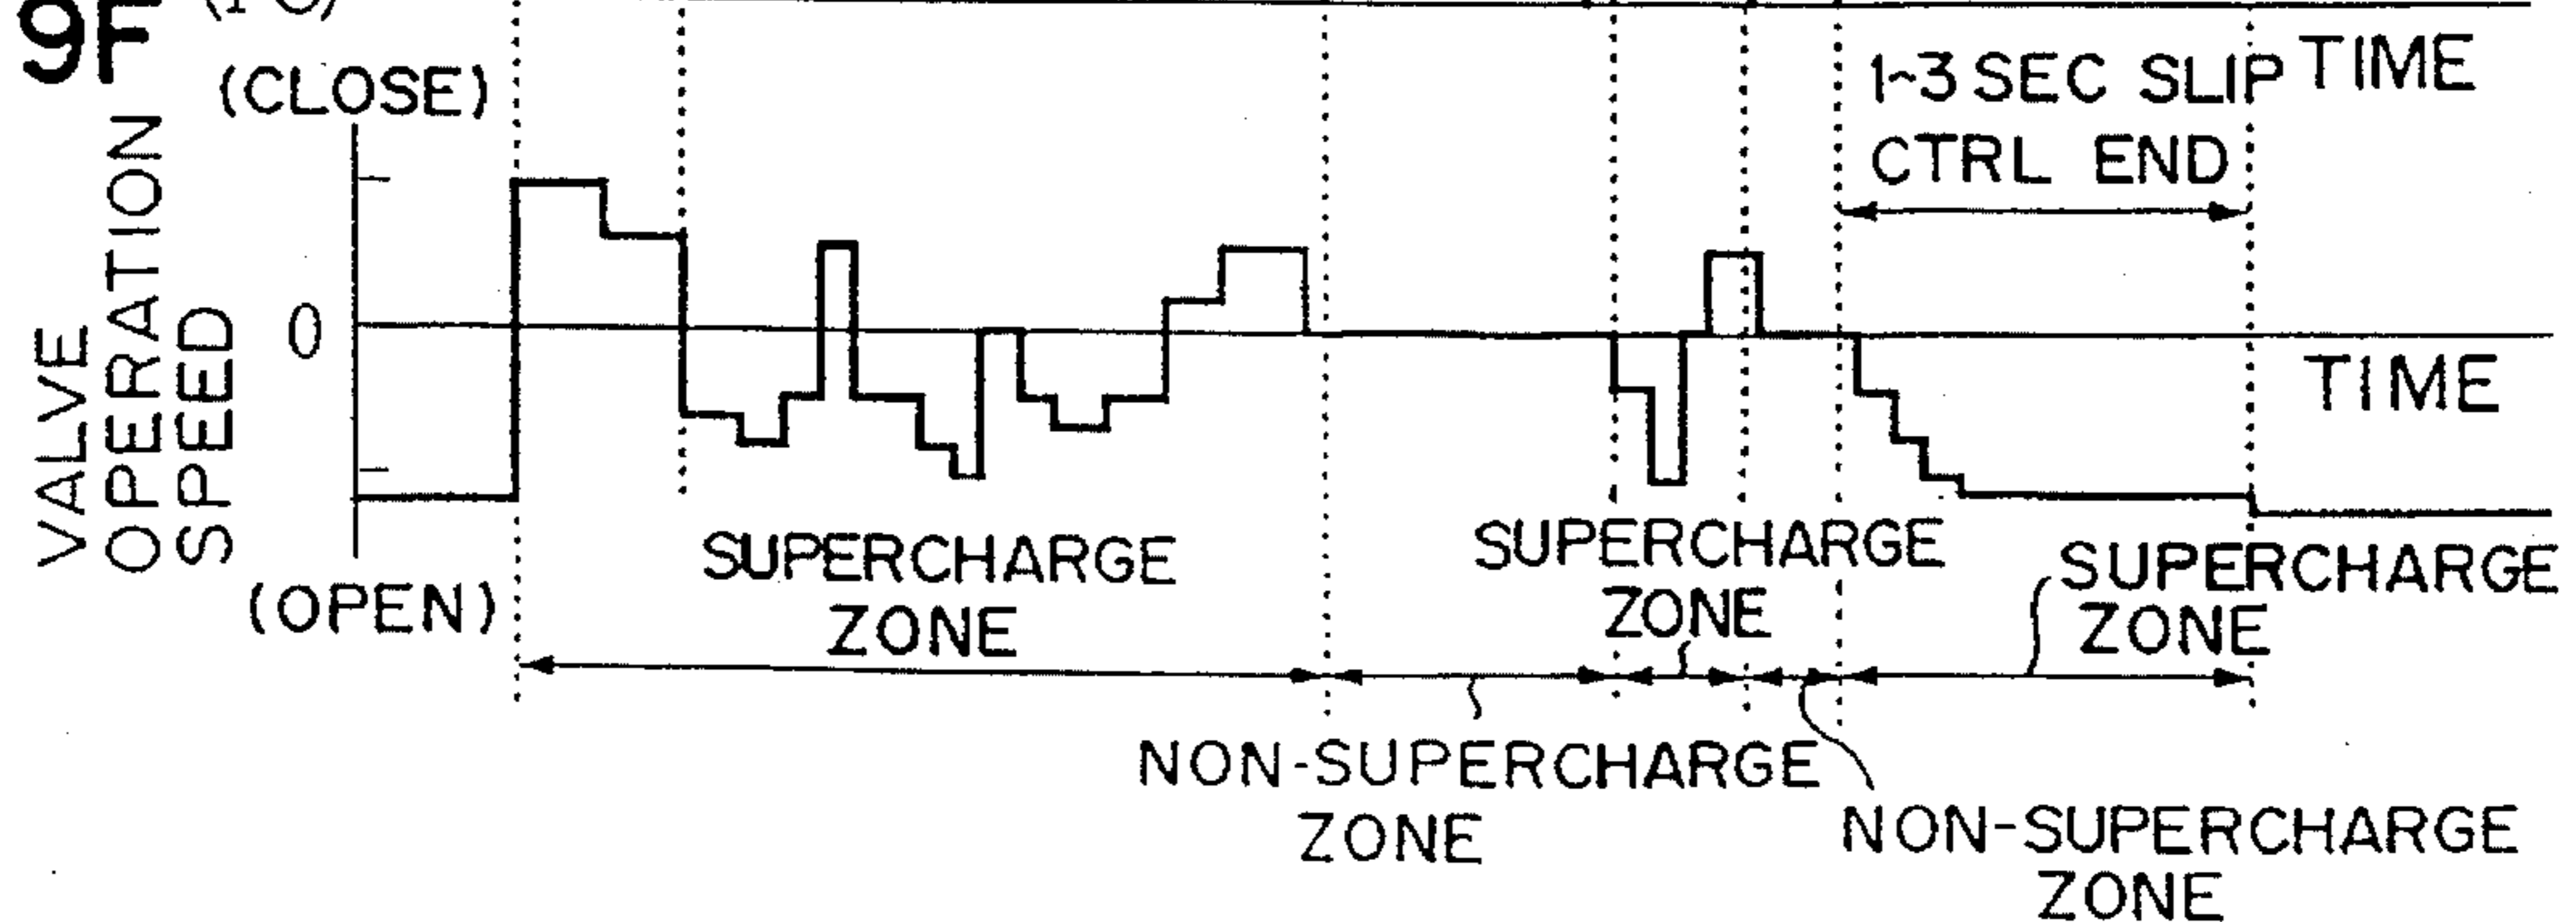 9F
(CLOSE)
1~3 SEC SLIP
CTRL END
TIME
VALVE
OPERATION
SPEED
0
TIME
(OPEN)
SUPERCHARGE
ZONE
SUPERCHARGE
ZONE
SUPERCHARGE
ZONE
NON-SUPERCHARGE
ZONE
NON-SUPERCHARGE
ZONE